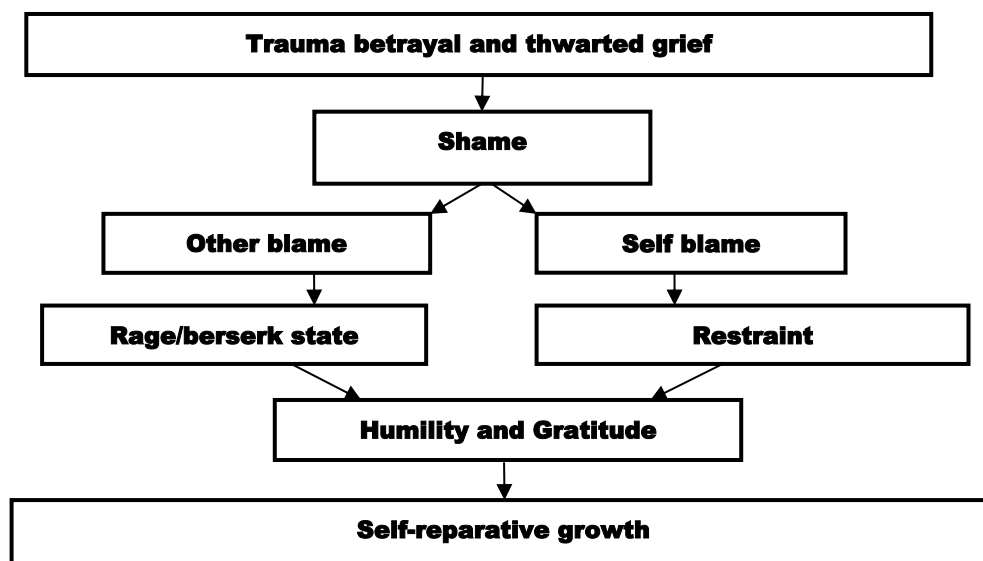 Trauma betrayal and thwarted grief
Shame
Other blame
Self blame
Rage/berserk state
Restraint
Humility and Gratitude
Self-reparative growth